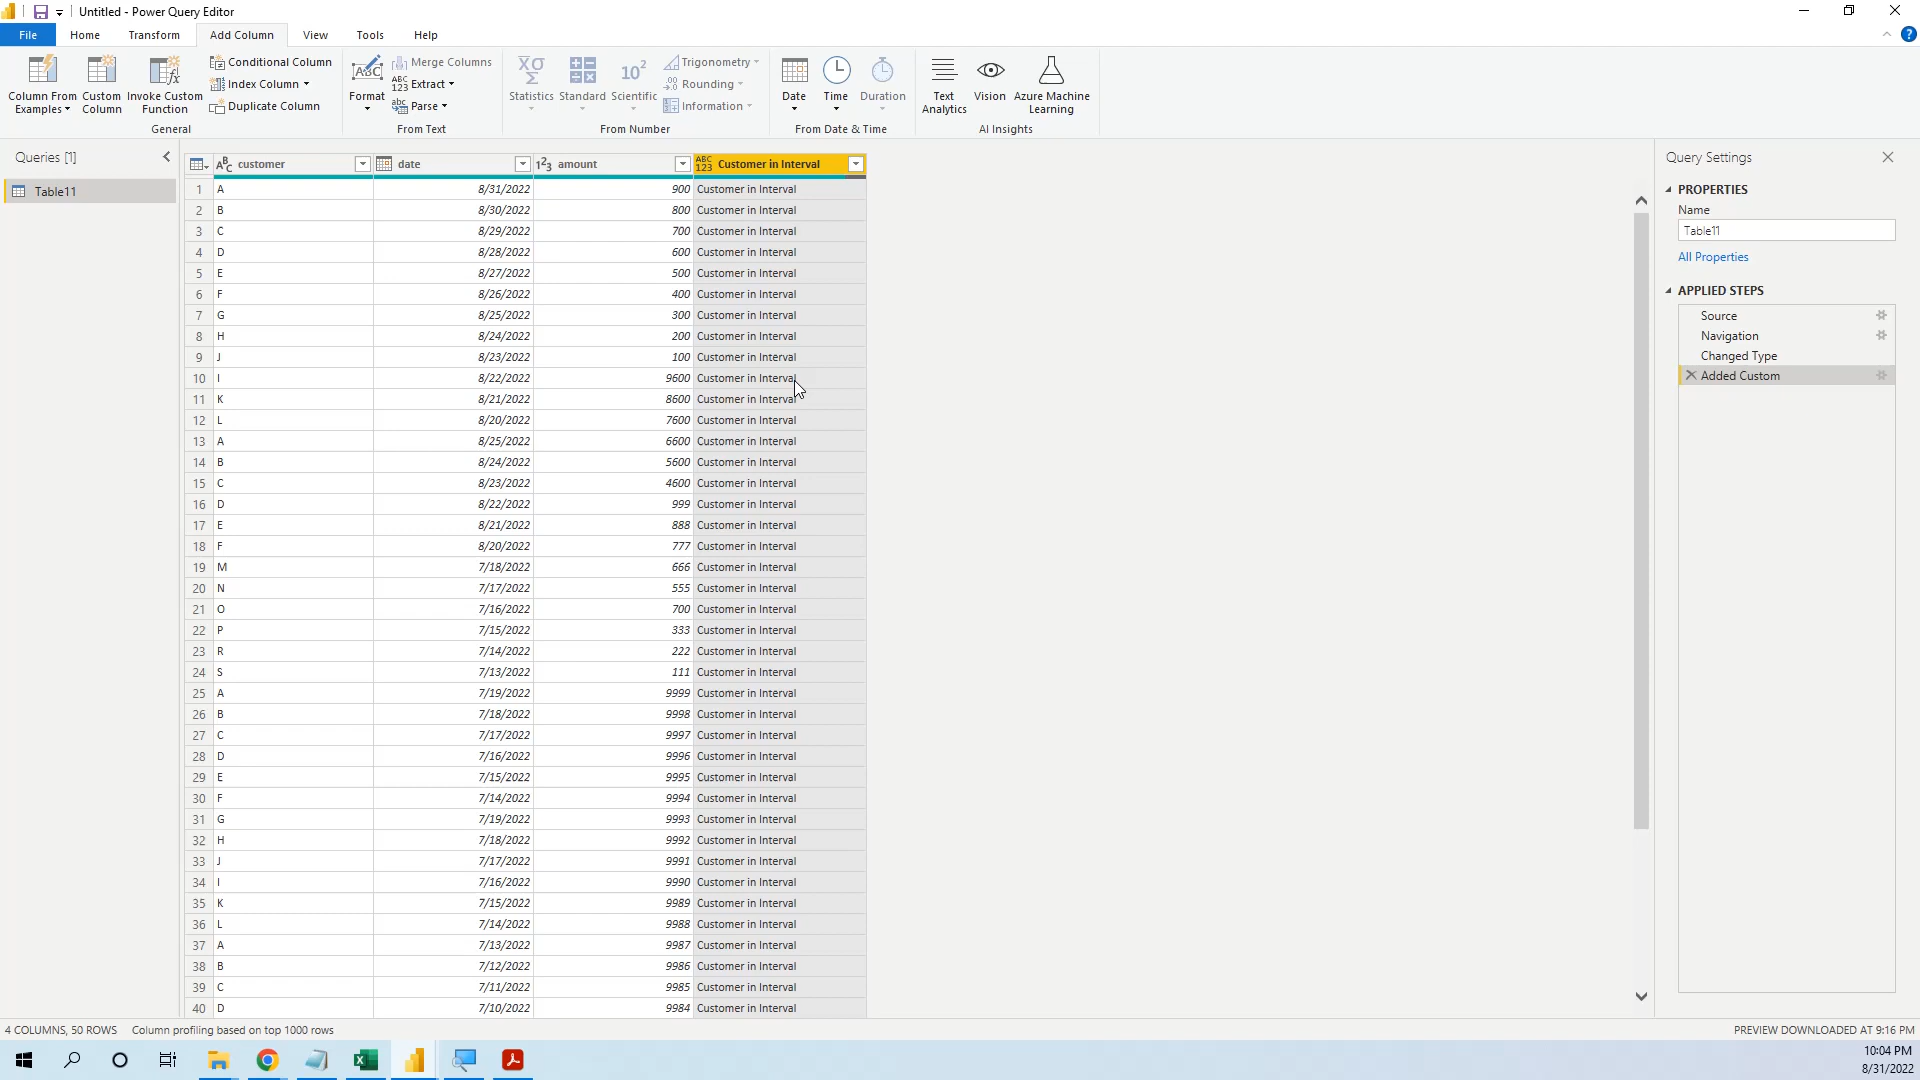 Untitled - Power Query Editor
File Home Transform Add Column View Tools Help
Column From Examples
Custom Column
Invoke Custom Function
Conditional Column
Index Column
Duplicate Column
General
Format
Merge Columns
Extract
Parse
From Text
Statistics
Standard
Scientific
Trigonometry
Rounding
Information
From Number
Date
Time
Duration
From Date & Time
Text Analytics
Vision
Azure Machine Learning
AI Insights
Queries [1]
Table11
customer date amount Customer in Interval
1 A 8/31/2022 900 Customer in Interval
2 B 8/30/2022 800 Customer in Interval
3 C 8/29/2022 700 Customer in Interval
4 D 8/28/2022 600 Customer in Interval
5 E 8/27/2022 500 Customer in Interval
6 F 8/26/2022 400 Customer in Interval
7 G 8/25/2022 300 Customer in Interval
8 H 8/24/2022 200 Customer in Interval
9 J 8/23/2022 100 Customer in Interval
10 I 8/22/2022 9600 Customer in Interval
11 K 8/21/2022 8600 Customer in Interval
12 L 8/20/2022 7600 Customer in Interval
13 A 8/25/2022 6600 Customer in Interval
14 B 8/24/2022 5600 Customer in Interval
15 C 8/23/2022 4600 Customer in Interval
16 D 8/22/2022 999 Customer in Interval
17 E 8/21/2022 888 Customer in Interval
18 F 8/20/2022 777 Customer in Interval
19 M 7/18/2022 666 Customer in Interval
20 N 7/17/2022 555 Customer in Interval
21 O 7/16/2022 700 Customer in Interval
22 P 7/15/2022 333 Customer in Interval
23 R 7/14/2022 222 Customer in Interval
24 S 7/13/2022 111 Customer in Interval
25 A 7/19/2022 9999 Customer in Interval
26 B 7/18/2022 9998 Customer in Interval
27 C 7/17/2022 9997 Customer in Interval
28 D 7/16/2022 9996 Customer in Interval
29 E 7/15/2022 9995 Customer in Interval
30 F 7/14/2022 9994 Customer in Interval
31 G 7/19/2022 9993 Customer in Interval
32 H 7/18/2022 9992 Customer in Interval
33 J 7/17/2022 9991 Customer in Interval
34 I 7/16/2022 9990 Customer in Interval
35 K 7/15/2022 9989 Customer in Interval
36 L 7/14/2022 9988 Customer in Interval
37 A 7/13/2022 9987 Customer in Interval
38 B 7/12/2022 9986 Customer in Interval
39 C 7/11/2022 9985 Customer in Interval
40 D 7/10/2022 9984 Customer in Interval
Query Settings
PROPERTIES
Name
Table11
All Properties
APPLIED STEPS
Source
Navigation
Changed Type
Added Custom
4 COLUMNS, 50 ROWS Column profiling based on top 1000 rows
PREVIEW DOWNLOADED AT 9:16 PM
10:04 PM
8/31/2022